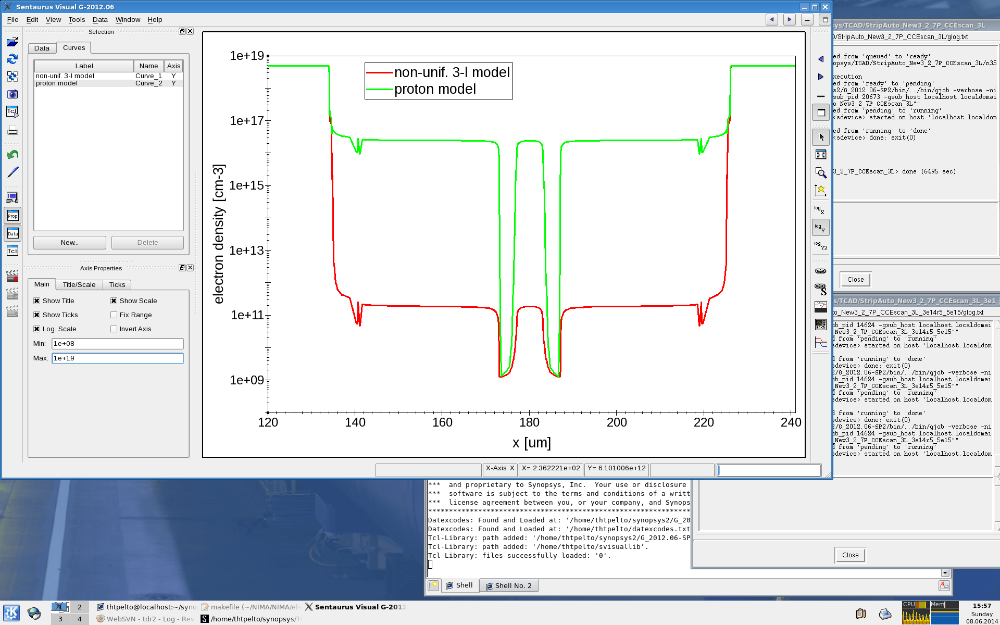 Sentaurus Visual G-2012.06
File Edit View Tools Data Window Help
Selection
Data Curves
Label Name Axis
non-unif. 3-l model Curve_1 Y
proton model Curve_2 Y
New... Delete
Axis Properties
Main Title/Scale Ticks
Show Title Show Scale
Show Ticks Fix Range
Log. Scale Invert Axis
Min: 1e+08
Max: 1e+19
Tcl
Prop
Data
Tcl
electron density [cm-3]
1e+19
1e+17
1e+15
1e+13
1e+11
1e+09
non-unif. 3-l model
proton model
120 140 160 180 200 220 240
x [um]
log X
log Y
log Y2
X-Axis: X X= 2.362221e+02 Y= 6.101006e+12
sys/TCAD/StripAuto_New3_2_7P_CCEscan_3L
D/StripAuto_New3_2_7P_CCEscan_3L/glog.txt
ed from 'queued' to 'ready'
opsys/TCAD/StripAuto_New3_2_7P_CCEscan_3L/n35
xecution
ed from 'ready' to 'pending'
s2/G_2012.06-SP2/bin/../bin/gjob -verbose -ni
sub_pid 20673 -gsub_host localhost.localdomai
o_New3_2_7P_CCEscan_3L""
ed from 'pending' to 'running'
<sdevice> started on host 'localhost.localdom
ed from 'running' to 'done'
<sdevice> done: exit(0)
3_2_7P_CCEscan_3L> done (6495 sec)
Close
s/TCAD/StripAuto_New3_2_7P_CCEscan_3L_3e1
to_New3_2_7P_CCEscan_3L_3e14r5_5e15/glog.txt
ub_pid 14624 -gsub_host localhost.localdomai
_New3_2_7P_CCEscan_3L_3e14r5_5e15""
d from 'pending' to 'running'
sdevice> started on host 'localhost.localdom
d from 'running' to 'done'
sdevice> done: exit(0)
2/G_2012.06-SP2/bin/../bin/gjob -verbose -ni
ub_pid 14624 -gsub_host localhost.localdomai
_New3_2_7P_CCEscan_3L_3e14r5_5e15""
d from 'pending' to 'running'
sdevice> started on host 'localhost.localdom
d from 'running' to 'done'
sdevice> done: exit(0)
2/G_2012.06-SP2/bin/../bin/gjob -verbose -ni
ub_pid 14624 -gsub_host localhost.localdomai
_New3_2_7P_CCEscan_3L_3e14r5_5e15""
d from 'pending' to 'running'
sdevice> started on host 'localhost.localdom
*** and proprietary to Synopsys, Inc. Your use or disclosure
*** software is subject to the terms and conditions of a writt
*** license agreement between you, or your company, and Synops
***************************************************************
Datexcodes: Found and Loaded at: '/home/thtpelto/synopsys2/G_20
Datexcodes: Found and Loaded at: '/home/thtpelto/datexcodes.txt
Tcl-Library: path added: '/home/thtpelto/synopsys2/G_2012.06-SP
Tcl-Library: path added: '/home/thtpelto/svisuallib'.
Tcl-Library: files successfully loaded: '0'.
Close
Shell Shell No. 2
1 2
3 4
thtpelto@localhost:~/syno
makefile (~/NIMA/NIMA/els
Sentaurus Visual G-2012
WebSVN - tdr2 - Log - Rev
/home/thtpelto/synopsys/T
CPU Mem
15:57
Sunday
08.06.2014